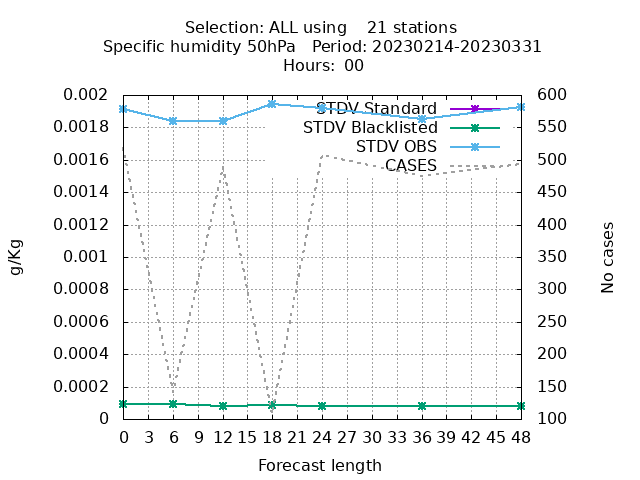 Selection: ALL using 21 stations
Specific humidity 50hPa Period: 20230214-20230331
Hours: 00
STDV Standard
STDV Blacklisted
STDV OBS
CASES
0.002
0.0018
0.0016
0.0014
0.0012
0.001
0.0008
0.0006
0.0004
0.0002
0
600
550
500
450
400
350
300
250
200
150
100
g/Kg
No cases
0 3 6 9 12 15 18 21 24 27 30 33 36 39 42 45 48
Forecast length